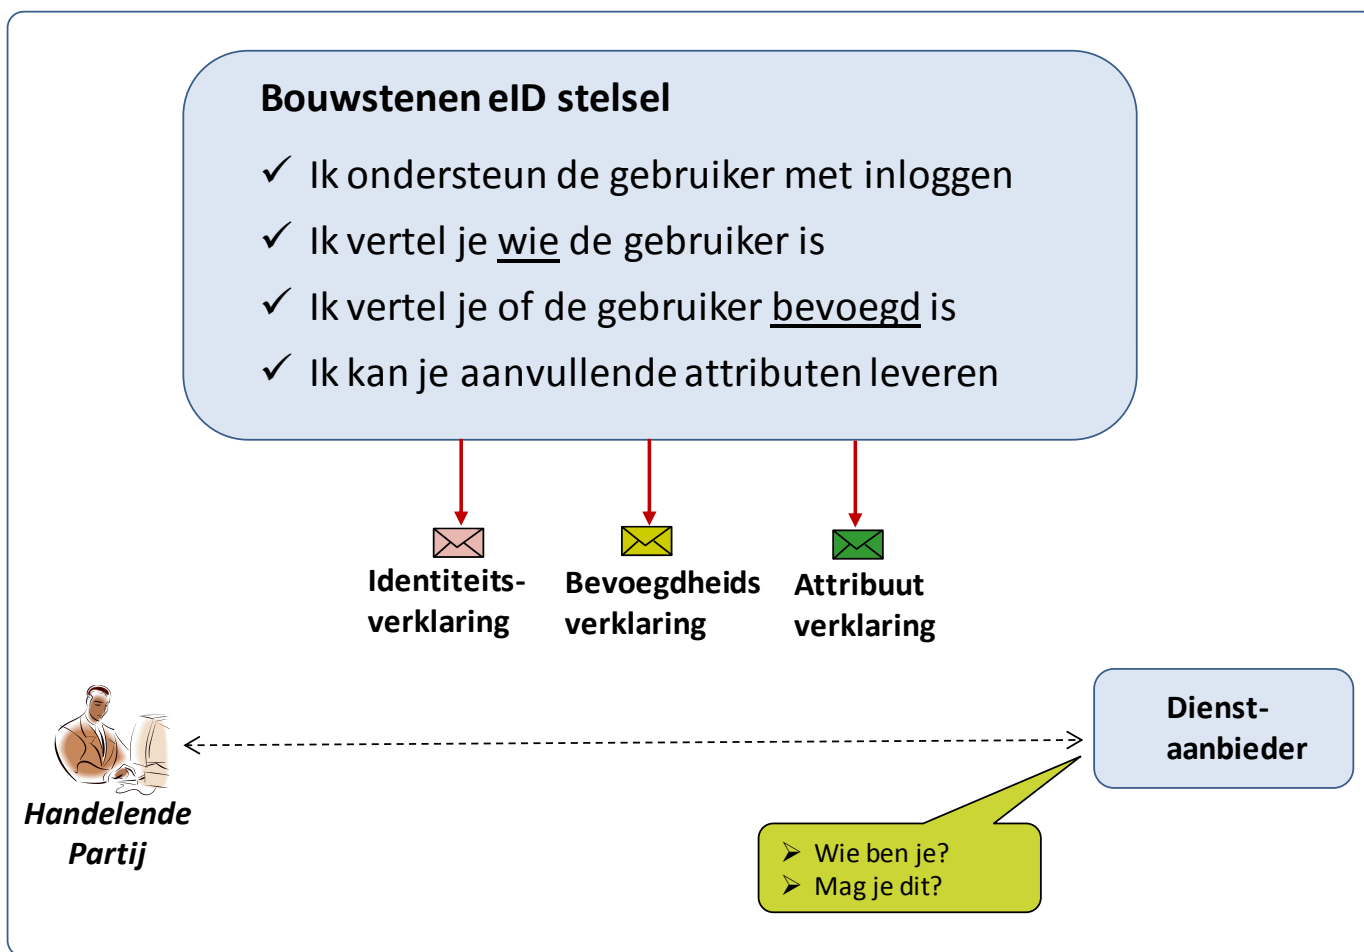 Bouwstenen eID stelsel
✓ Ik ondersteun de gebruiker met inloggen
✓ Ik vertel je wie de gebruiker is
✓ Ik vertel je of de gebruiker bevoegd is
✓ Ik kan je aanvullende attributen leveren
Identiteits-
verklaring
Bevoegdheids
verklaring
Attribuut
verklaring
Handelende
Partij
Dienst-
aanbieder
➢ Wie ben je?
➢ Mag je dit?